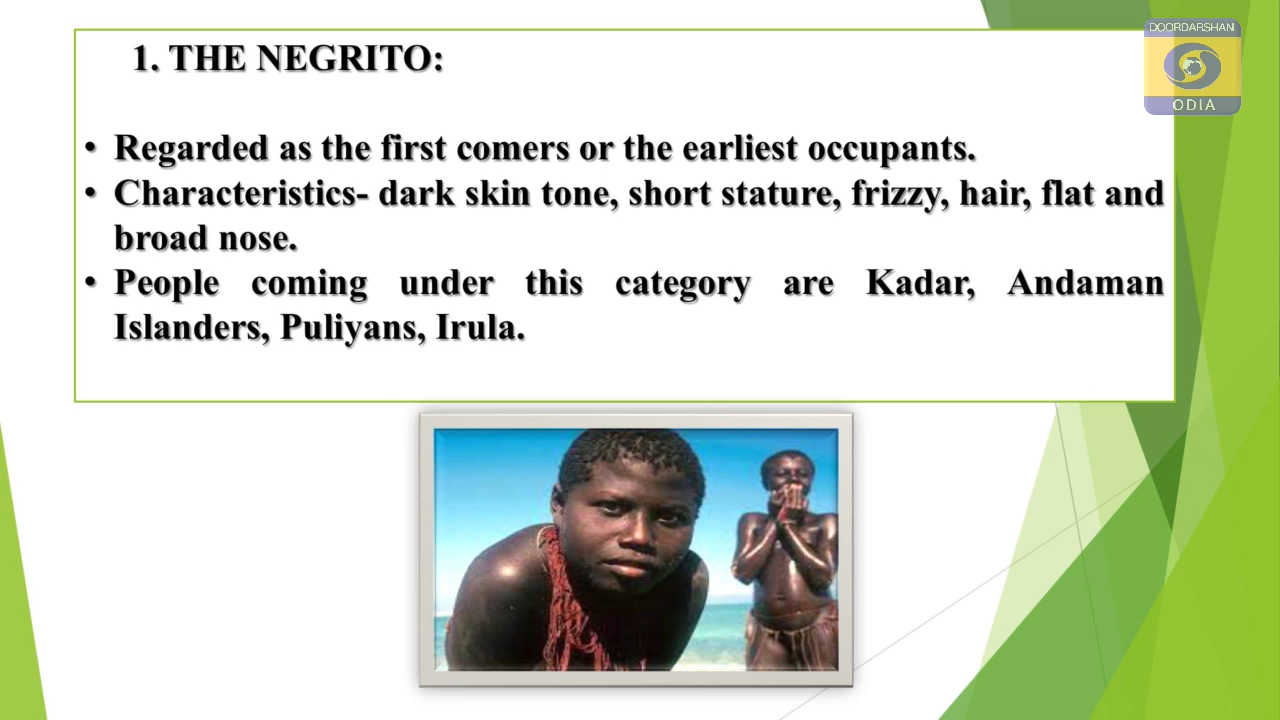 DOORDARSHAN
ODIA
1. THE NEGRITO:
• Regarded as the first comers or the earliest occupants.
• Characteristics- dark skin tone, short stature, frizzy, hair, flat and
broad nose.
• People coming under this category are Kadar, Andaman
Islanders, Puliyans, Irula.